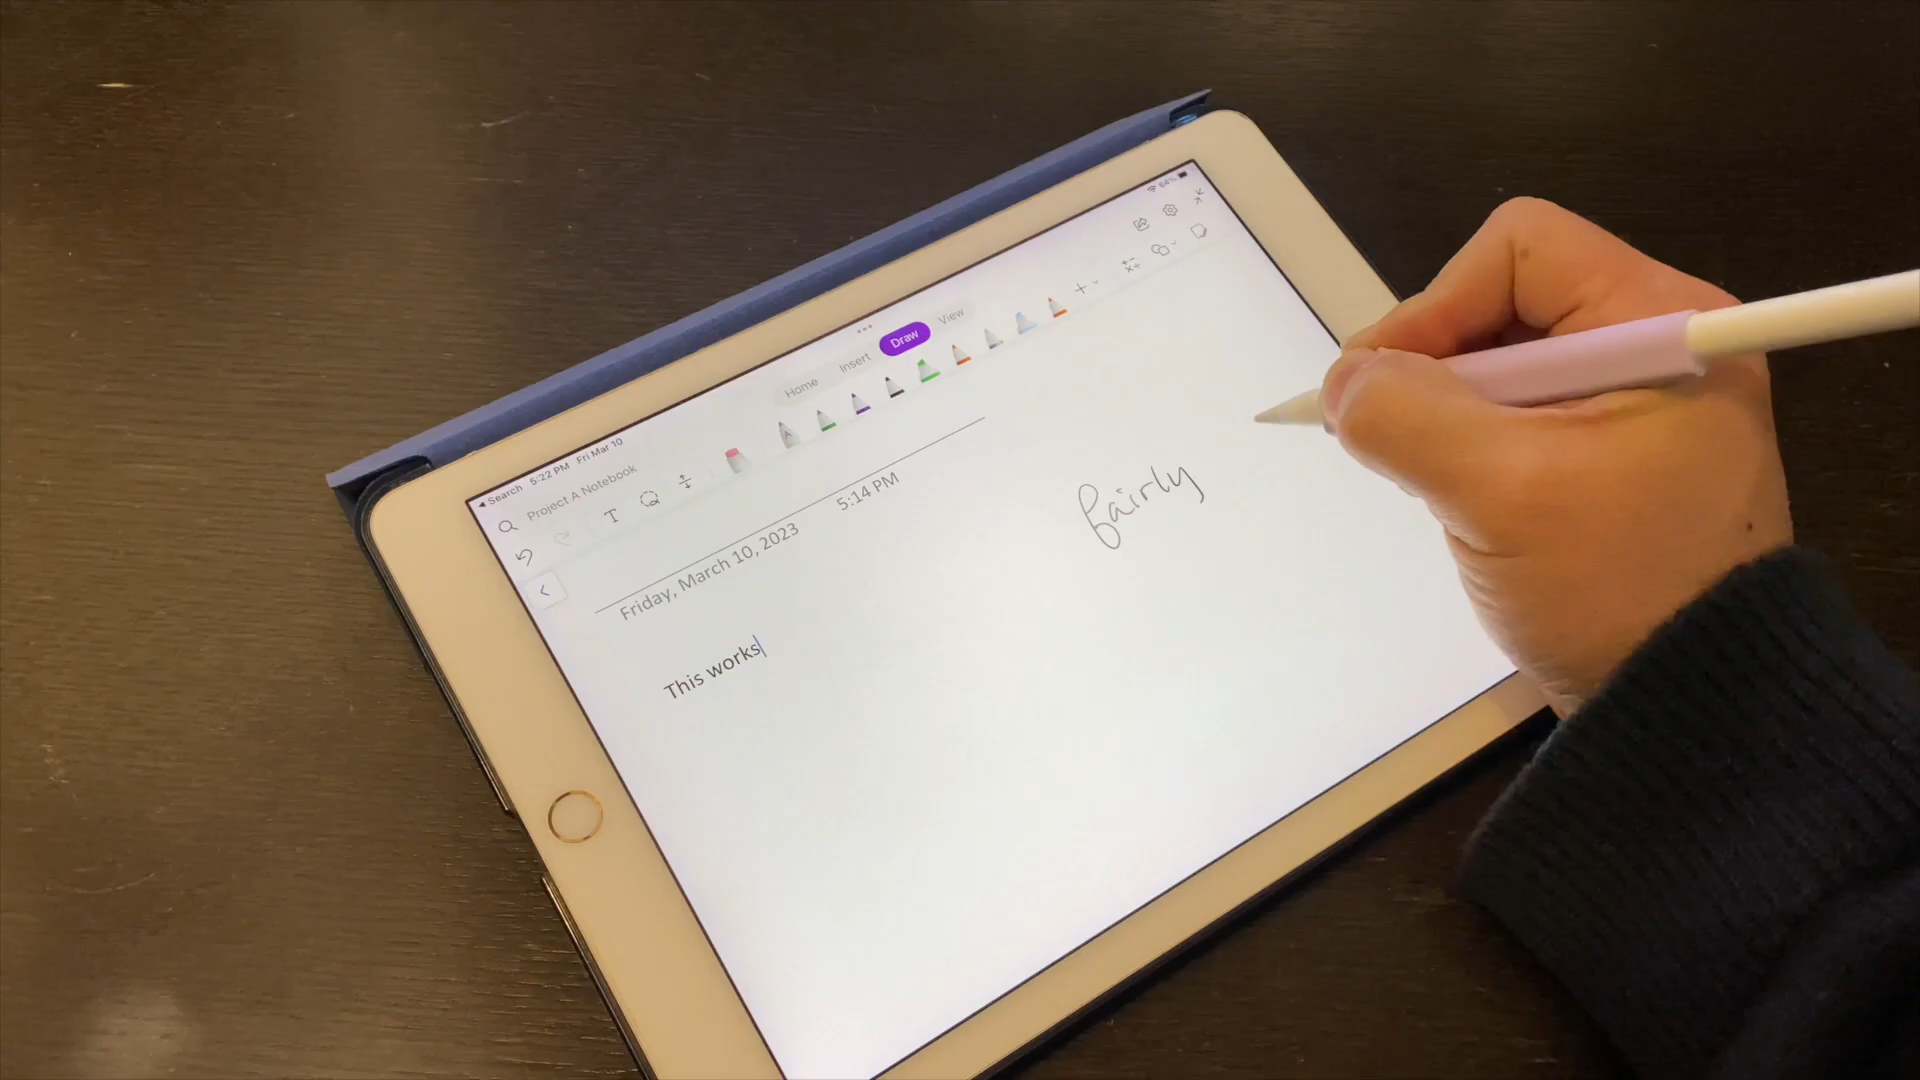 Search 5:22 PM Fri Mar 10
64%
Project A Notebook
Home Insert Draw View
T
Friday, March 10, 2023 5:14 PM
This works
fairly